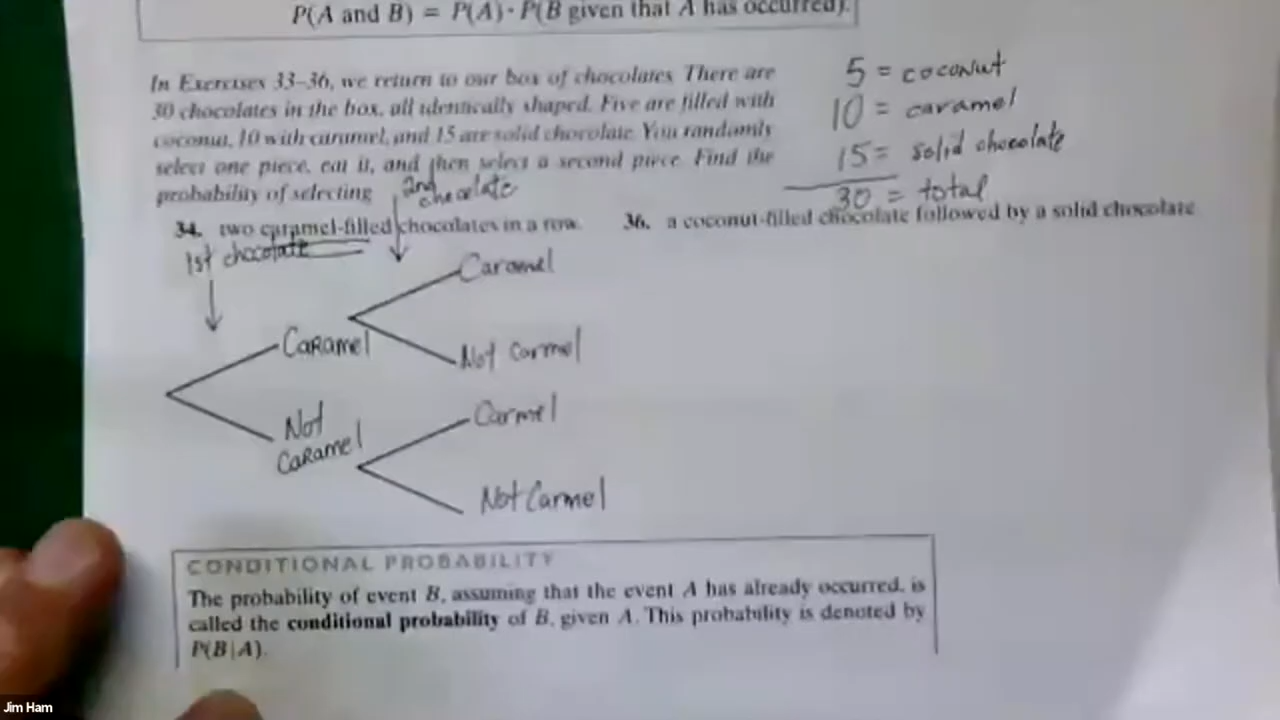 P(A and B) = P(A) · P(B given that A has occurred).
In Exercises 33–36, we return to our box of chocolates. There are
30 chocolates in the box, all identically shaped. Five are filled with
coconut, 10 with caramel, and 15 are solid chocolate. You randomly
select one piece, eat it, and then select a second piece. Find the
probability of selecting
5 = coconut
10 = caramel
15 = solid chocolate
30 = total
2nd
chocolate
34. two caramel-filled chocolates in a row.
36. a coconut-filled chocolate followed by a solid chocolate
1st chocolate
Caramel
Caramel
Not Carmel
Not
Caramel
Carmel
Not Carmel
CONDITIONAL PROBABILITY
The probability of event B, assuming that the event A has already occurred, is
called the conditional probability of B, given A. This probability is denoted by
P(B|A).
Jim Ham